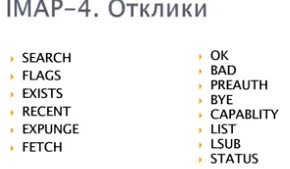 IMAP-4. Отклики
SEARCH
FLAGS
EXISTS
RECENT
EXPUNGE
FETCH
OK
BAD
PREAUTH
BYE
CAPABLITY
LIST
LSUB
STATUS